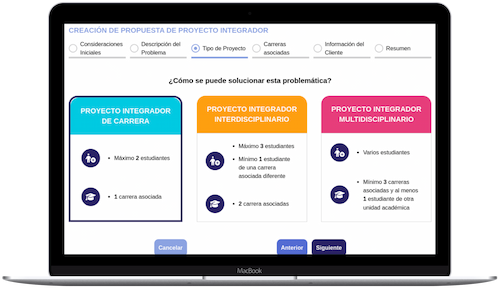 CREACIÓN DE PROPUESTA DE PROYECTO INTEGRADOR
Consideraciones
Iniciales
Descripción del
Problema
Tipo de Proyecto
Carreras
asociadas
Información del
Cliente
Resumen
¿Cómo se puede solucionar esta problemática?
PROYECTO INTEGRADOR
DE CARRERA
• Máximo 2 estudiantes
• 1 carrera asociada
PROYECTO INTEGRADOR
INTERDISCIPLINARIO
• Máximo 3 estudiantes
• Mínimo 1 estudiante
de una carrera
asociada diferente
• 2 carrera asociadas
PROYECTO INTEGRADOR
MULTIDISCIPLINARIO
• Varios estudiantes
• Mínimo 3 carreras
asociadas y al menos
1 estudiante de otra
unidad académica
Cancelar
Anterior
Siguiente
MacBook